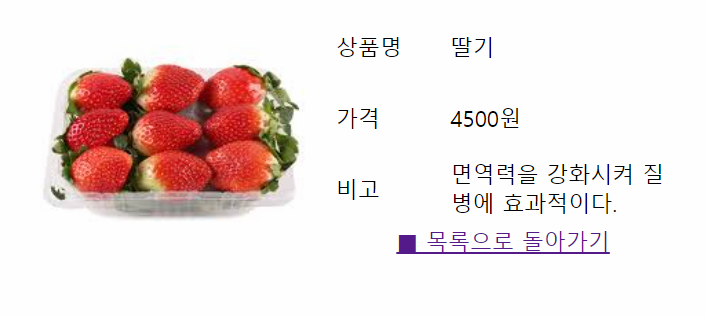 상품명 딸기
가격 4500원
비고 면역력을 강화시켜 질
병에 효과적이다.
■ 목록으로 돌아가기